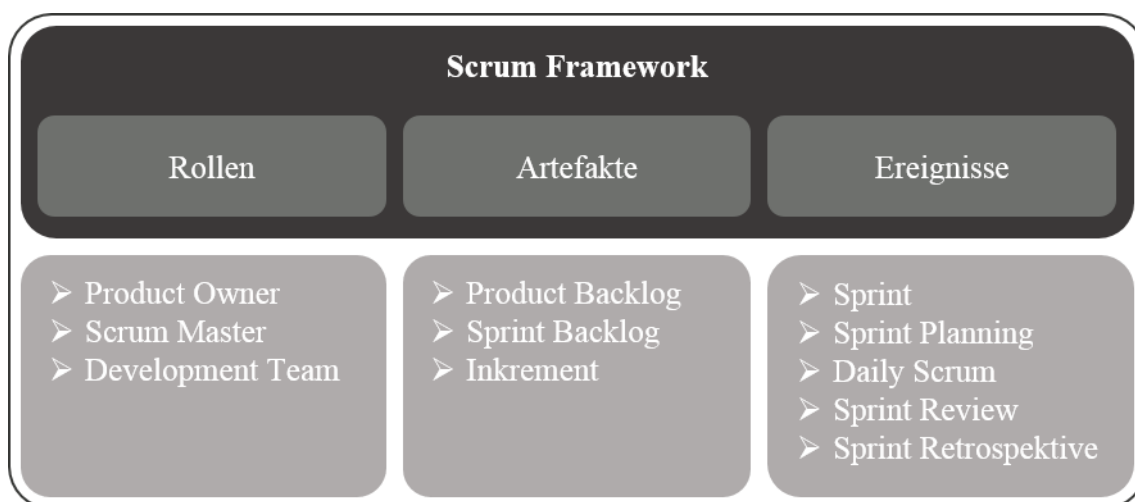 Scrum Framework
Rollen
Artefakte
Ereignisse
➢ Product Owner
➢ Scrum Master
➢ Development Team
➢ Product Backlog
➢ Sprint Backlog
➢ Inkrement
➢ Sprint
➢ Sprint Planning
➢ Daily Scrum
➢ Sprint Review
➢ Sprint Retrospektive